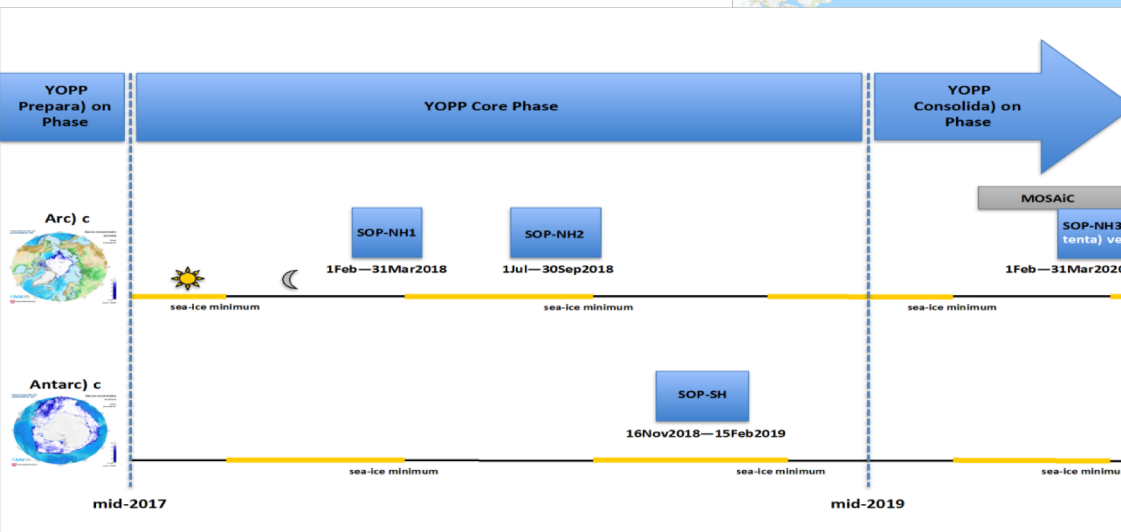 YOPP
Prepara) on
Phase
YOPP Core Phase
YOPP
Consolida) on
Phase
MOSAiC
Arc) c
SOP-NH1
SOP-NH2
SOP-NH3
tenta) ve
1Feb—31Mar2018
1Jul—30Sep2018
1Feb—31Mar2020
sea-ice minimum
sea-ice minimum
sea-ice minimum
Antarc) c
SOP-SH
16Nov2018—15Feb2019
sea-ice minimum
sea-ice minimum
sea-ice minimu
mid-2017
mid-2019